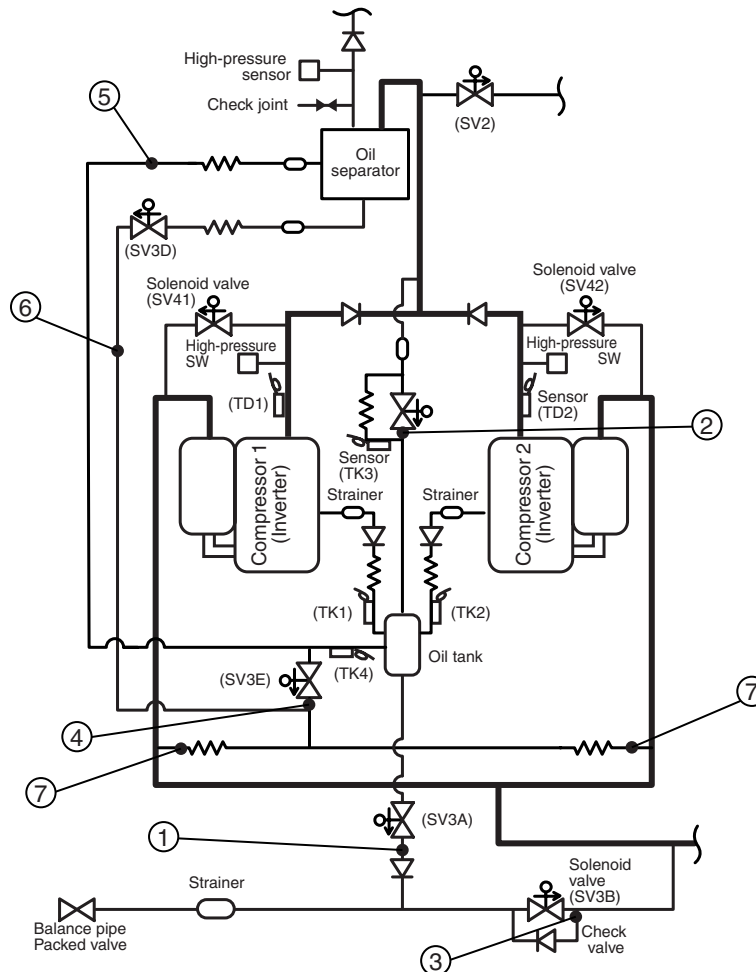 High-pressure
sensor
5
Check joint
(SV2)
Oil
separator
(SV3D)
Solenoid valve
(SV41)
Solenoid valve
(SV42)
6
High-pressure
SW
High-pressure
SW
(TD1)
Sensor
(TD2)
2
Sensor
(TK3)
Compressor 1
(Inverter)
Strainer
Strainer
Compressor 2
(Inverter)
(TK1)
(TK2)
Oil tank
(TK4)
(SV3E)
4
7
7
(SV3A)
1
Solenoid
valve
(SV3B)
Strainer
Balance pipe
Packed valve
3
Check
valve